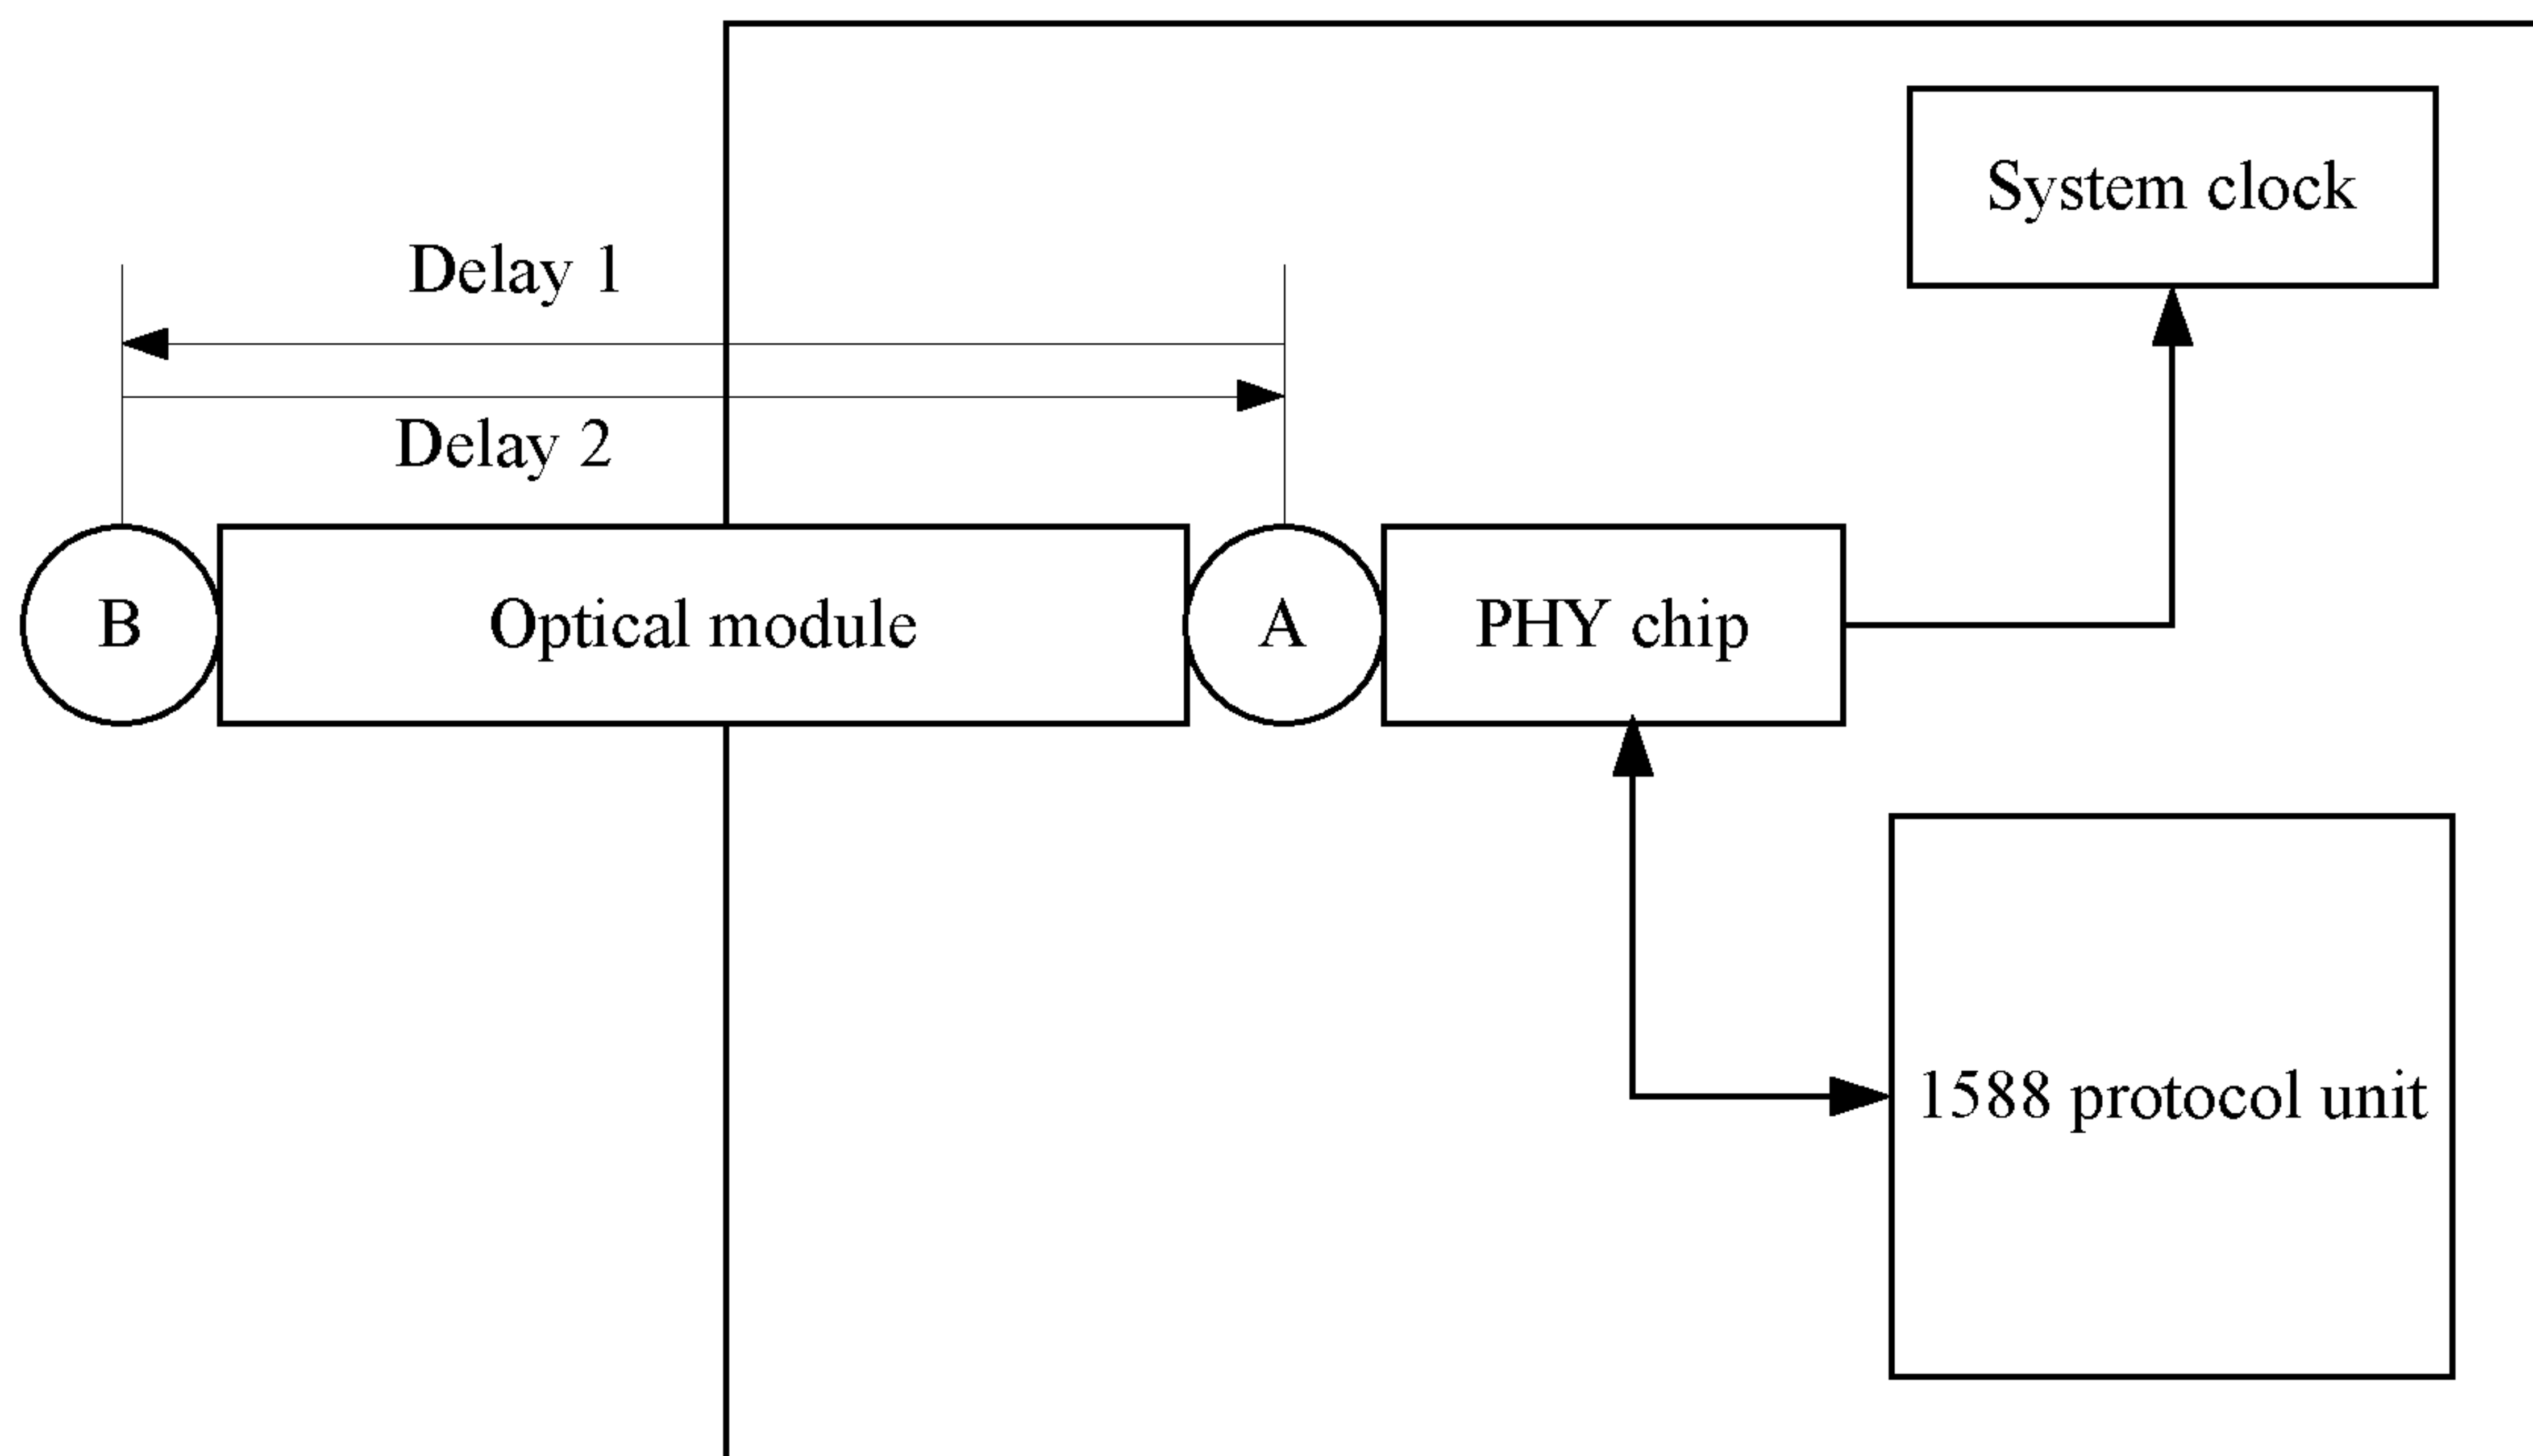 System clock
Delay 1
Delay 2
B
Optical module
A
PHY chip
1588 protocol unit